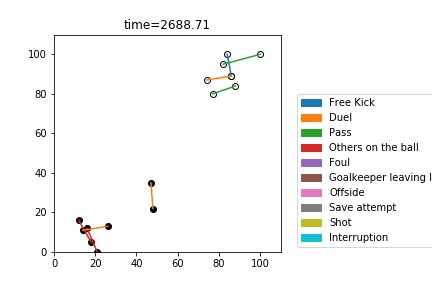 time=2688.71
100
80
60
40
20
0
0 20 40 60 80 100
Free Kick
Duel
Pass
Others on the ball
Foul
Goalkeeper leaving l
Offside
Save attempt
Shot
Interruption